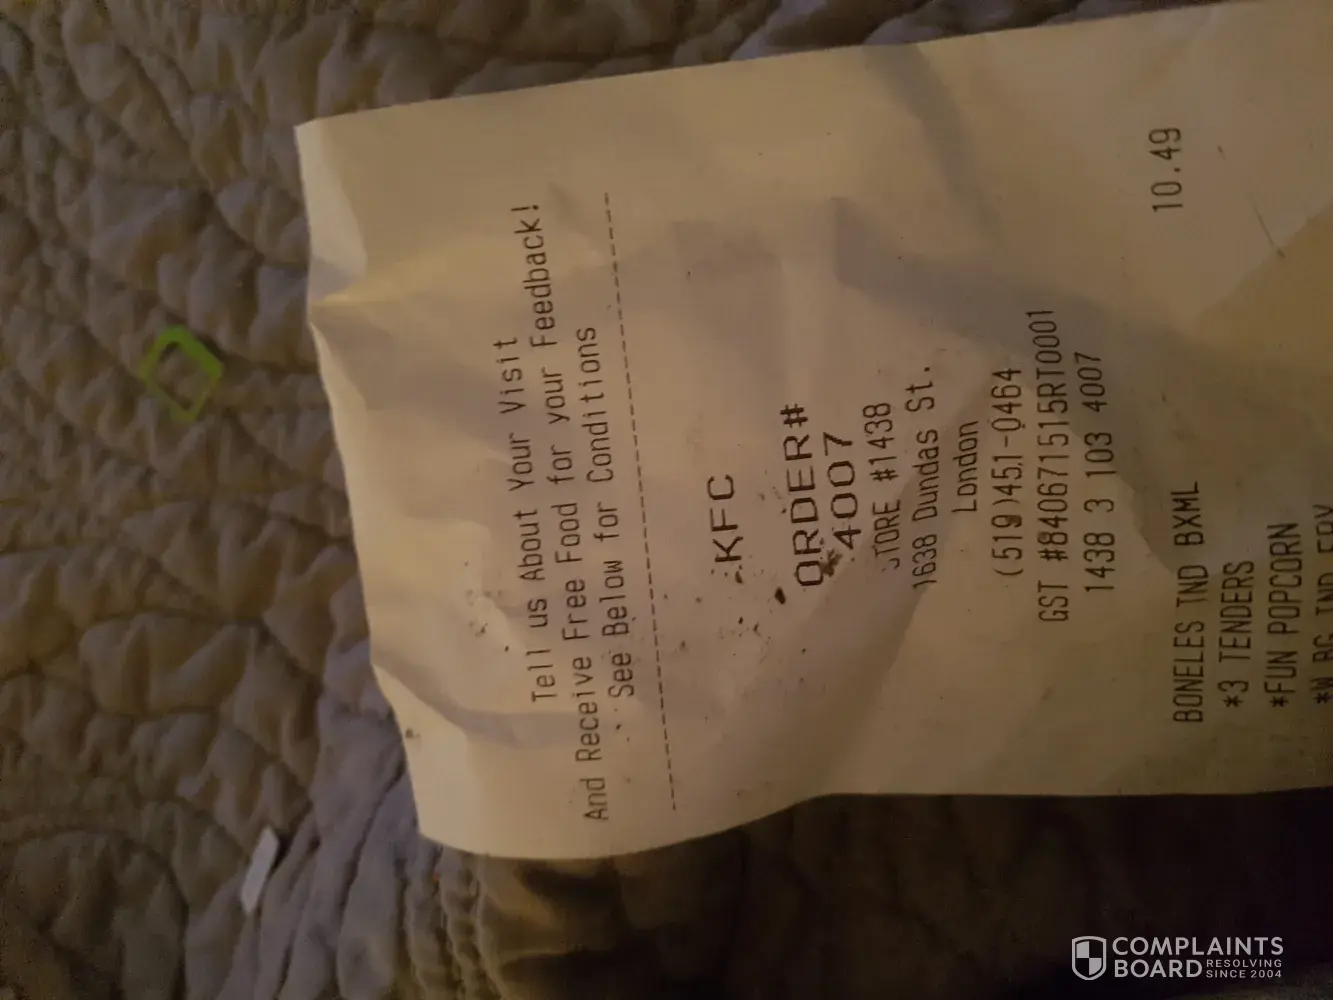 Tell us About Your Visit
And Receive Free Food for your Feedback!
See Below for Conditions
KFC
ORDER#
4007
STORE #1438
1638 Dundas St.
London
(519)451-0464
GST #840671515RT0001
1438 3 103 4007
BONELES TND BXML 10.49
*3 TENDERS
*FUN POPCORN
COMPLAINTS
BOARD RESOLVING
SINCE 2004